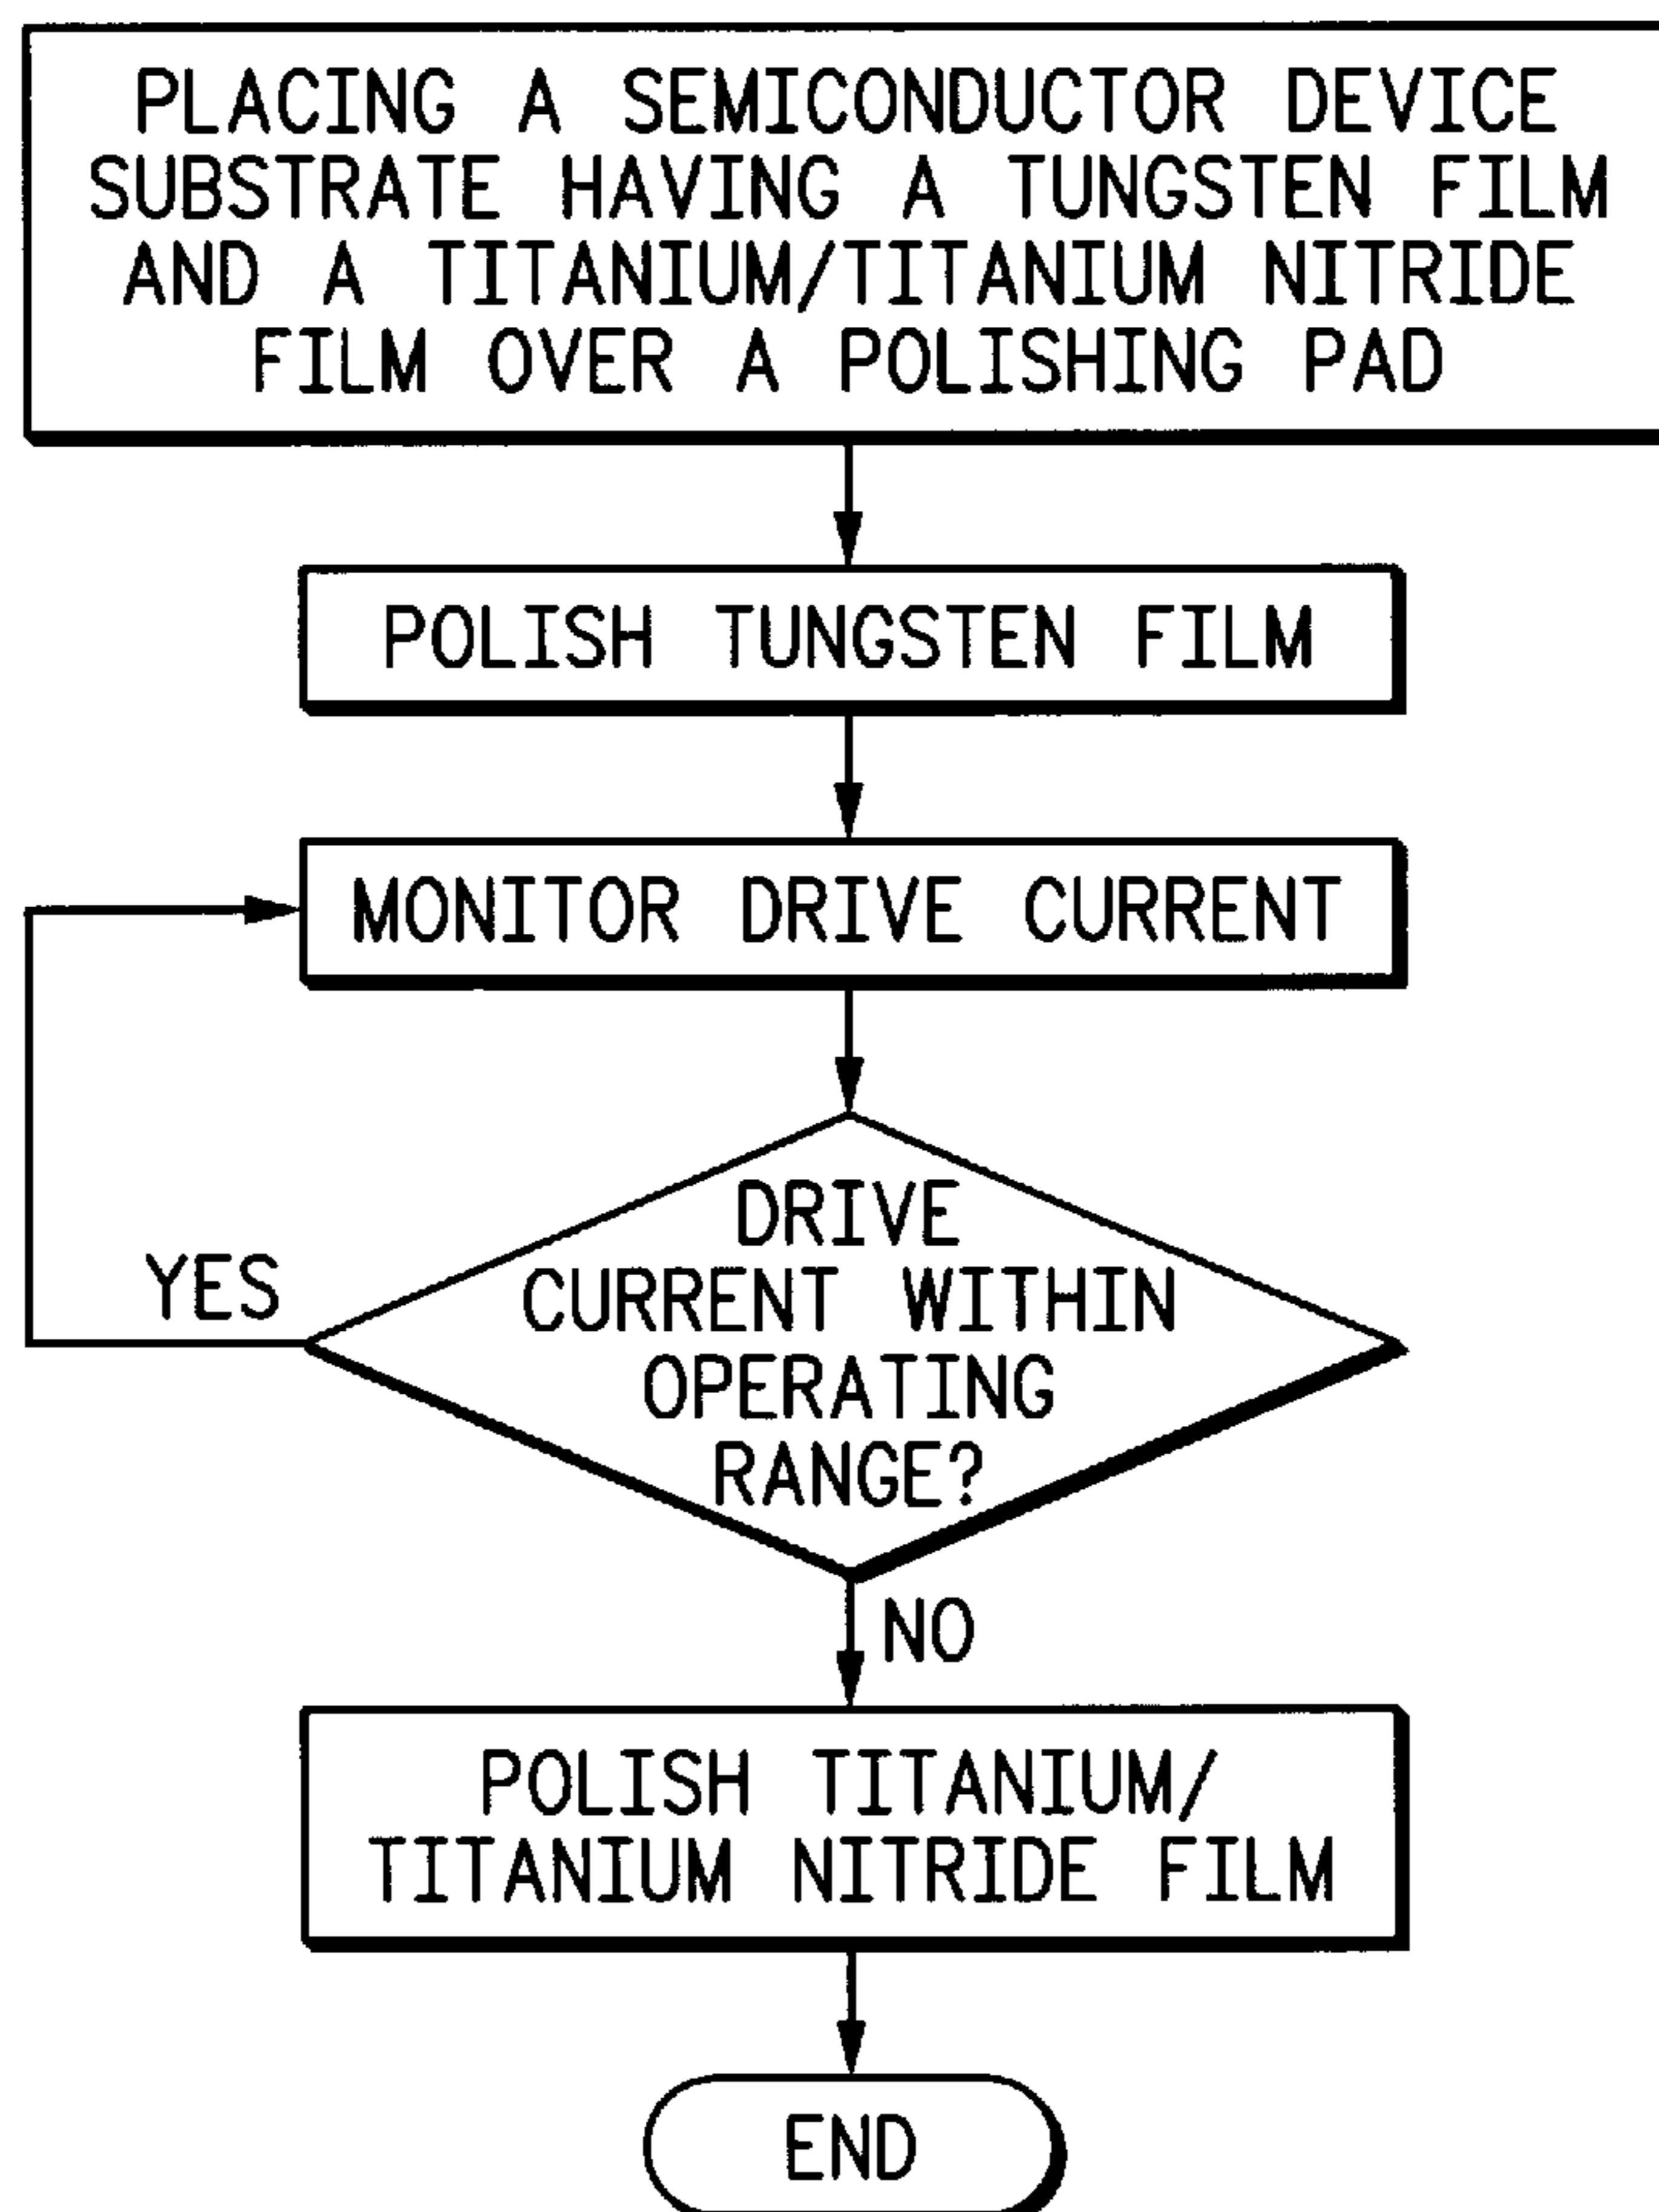 PLACING A SEMICONDUCTOR DEVICE
SUBSTRATE HAVING A TUNGSTEN FILM
AND A TITANIUM/TITANIUM NITRIDE
FILM OVER A POLISHING PAD
POLISH TUNGSTEN FILM
MONITOR DRIVE CURRENT
DRIVE
CURRENT WITHIN
OPERATING
RANGE?
YES
NO
POLISH TITANIUM/
TITANIUM NITRIDE FILM
END